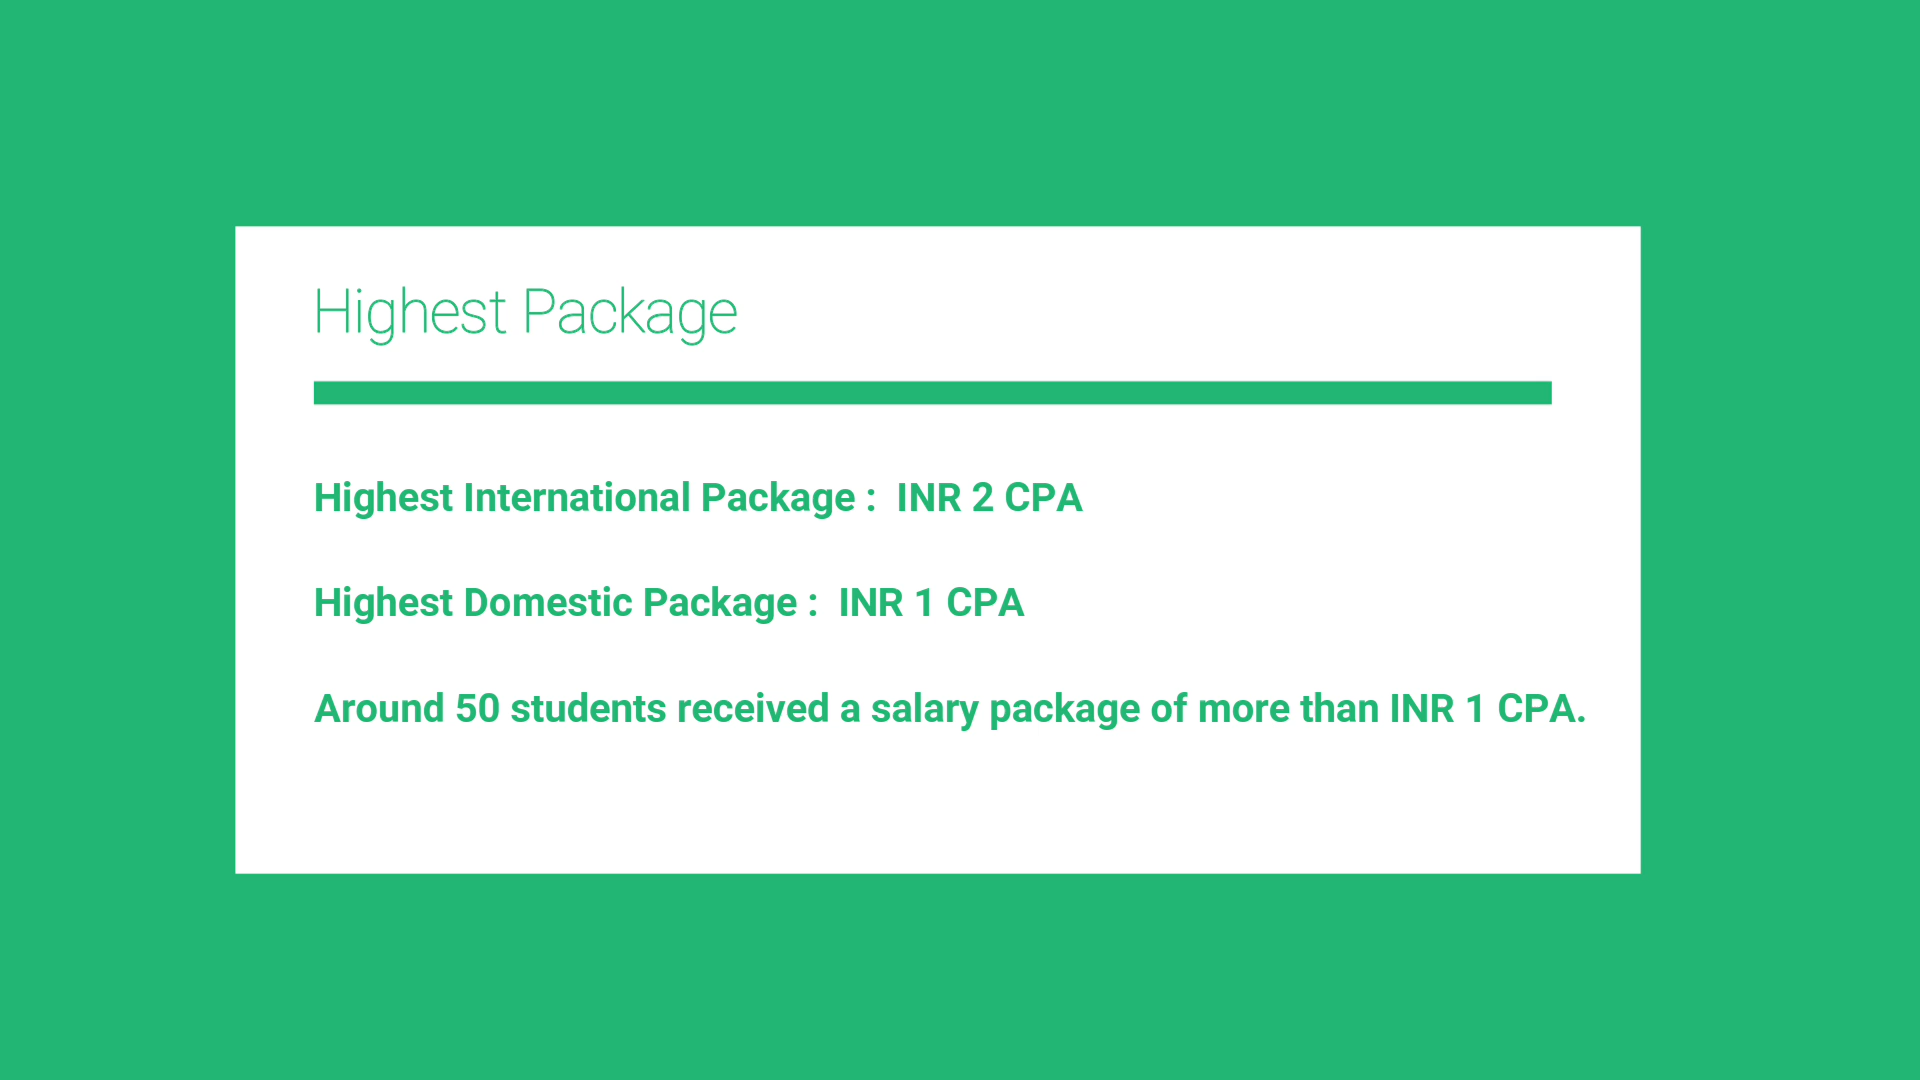 Highest Package
Highest International Package :  INR 2 CPA
Highest Domestic Package :  INR 1 CPA
Around 50 students received a salary package of more than INR 1 CPA.